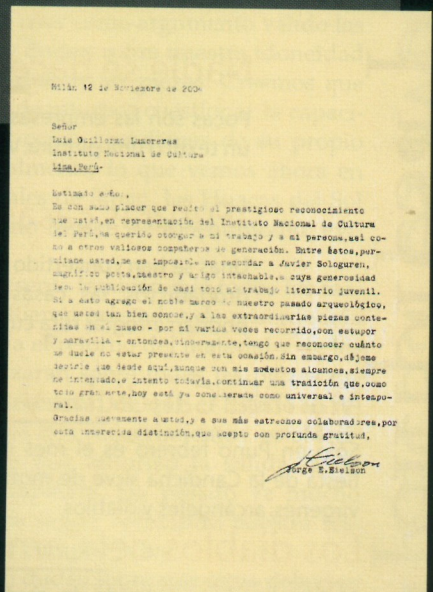 Milán 12 de Noviembre de 2004
Señor
Luis Guillermo Lumbreras
Instituto Nacional de Cultura
Lima, Perú-
Estimado señor,
Es con sumo placer que recibo el prestigioso reconocimiento
que usted, en representación del Instituto Nacional de Cultura
del Perú, ha querido otorgar a mi trabajo y a mi persona, así co-
mo a otros valiosos compañeros de generación. Entre éstos, per-
mítame usted, me es imposible no recordar a Javier Sologuren,
magnífico poeta, maestro y amigo intachable, a cuya generosidad
debo la publicación de casi todo mi trabajo literario juvenil.
Si a esto agrego el noble marco de nuestro pasado arqueológico,
que usted tan bien conoce, y a las extraordinarias piezas conte-
nidas en el museo - por mí varias veces recorrido, con estupor
y maravilla - entonces, sinceramente, tengo que reconocer cuánto
me duele no estar presente en esta ocasión. Sin embargo, déjeme
decirle que desde aquí, aunque con mis modestos alcances, siempre
he intentado, e intento todavía, continuar una tradición que, como
todo gran arte, hoy está ya considerada como universal e intempo-
ral.
Gracias nuevamente a usted, y a sus más estrechos colaboradores, por
esta inmerecida distinción, que acepto con profunda gratitud,
JEielson
Jorge E. Eielson